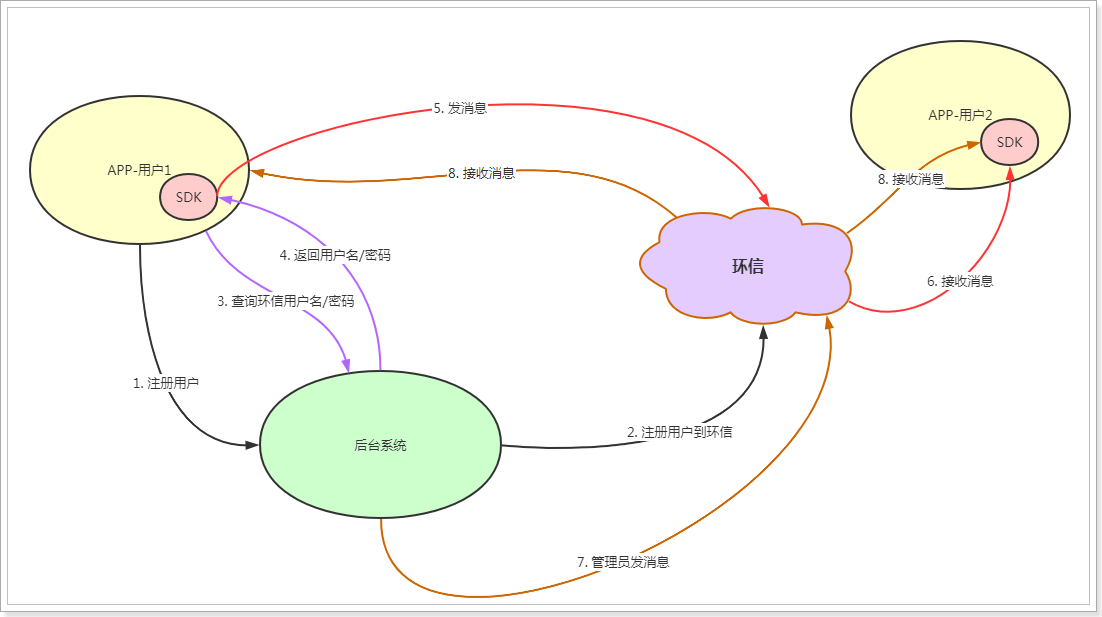 5. 发消息
APP-用户2
SDK
APP-用户1
SDK
8. 接收消息
8. 接收消息
4. 返回用户名/密码
环信
3. 查询环信用户名/密码
6. 接收消息
1. 注册用户
后台系统
2. 注册用户到环信
7. 管理员发消息